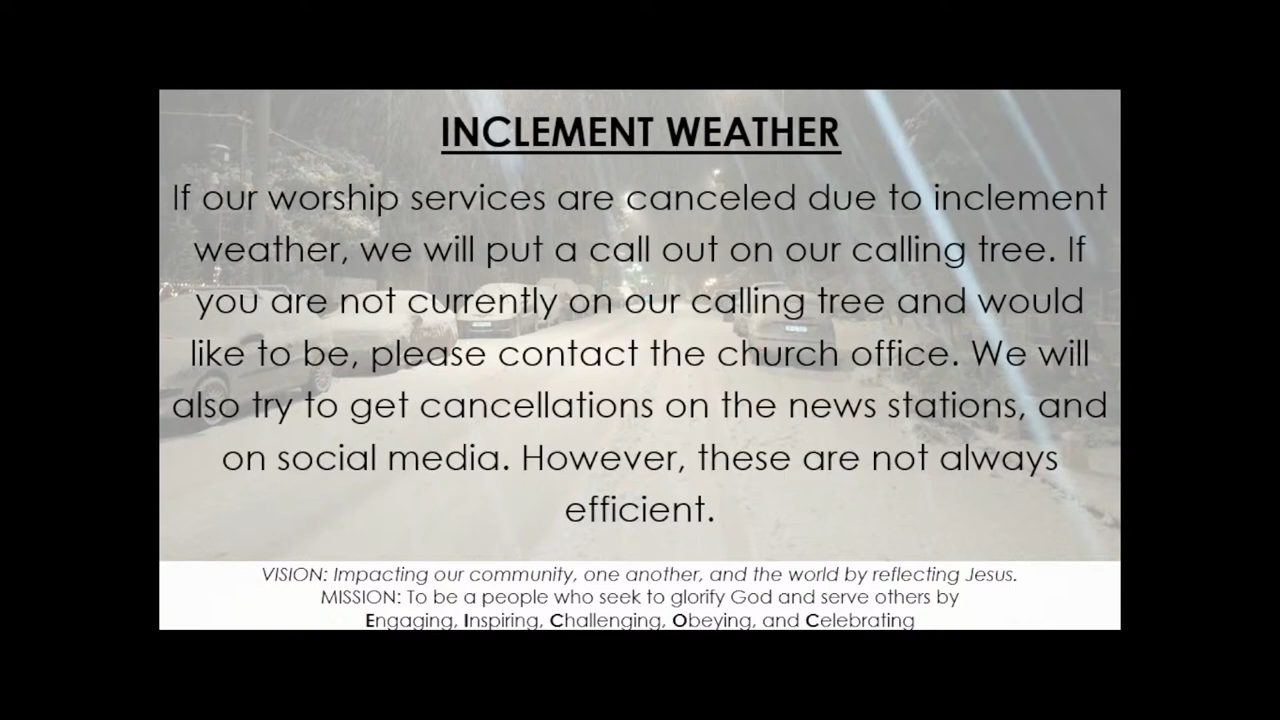 INCLEMENT WEATHER
If our worship services are canceled due to inclement
weather, we will put a call out on our calling tree. If
you are not currently on our calling tree and would
like to be, please contact the church office. We will
also try to get cancellations on the news stations, and
on social media. However, these are not always
efficient.
VISION: Impacting our community, one another, and the world by reflecting Jesus.
MISSION: To be a people who seek to glorify God and serve others by
Engaging, Inspiring, Challenging, Obeying, and Celebrating